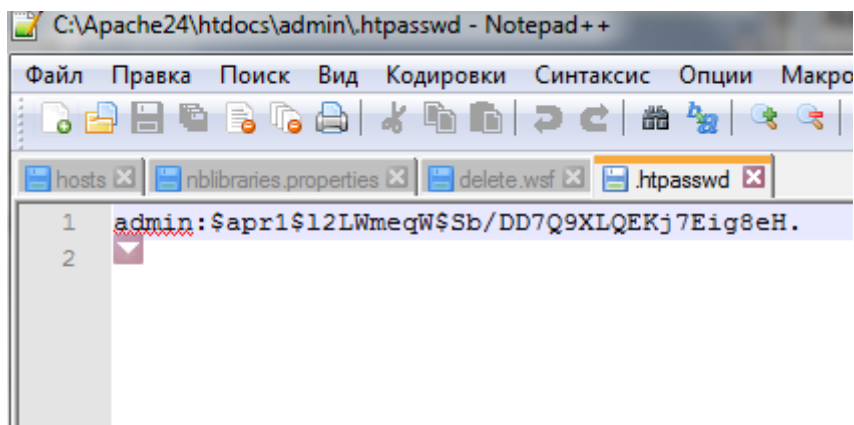 C:\Apache24\htdocs\admin\.htpasswd - Notepad++
Файл Правка Поиск Вид Кодировки Синтаксис Опции Макро
hosts nblibraries.properties delete.wsf .htpasswd
1 admin:$apr1$l2LWmeqW$Sb/DD7Q9XLQEKj7Eig8eH.
2